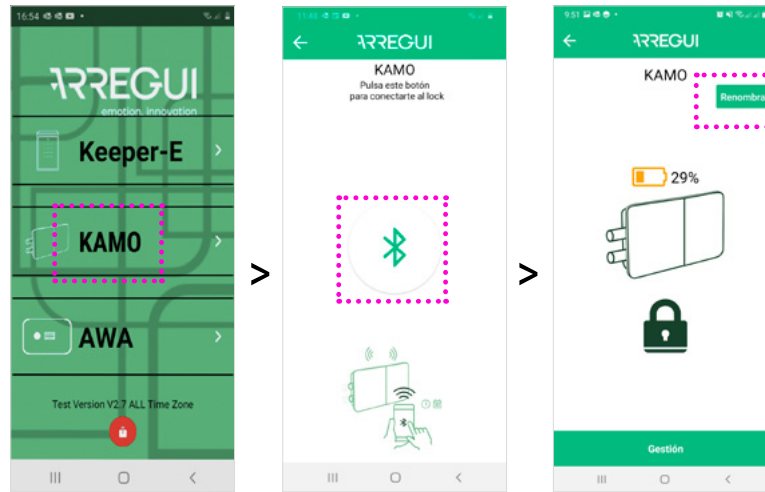 16:54
ARREGUI
emotion. innovation
Keeper-E
KAMO
AWA
Test Version V2.7 ALL Time Zone
>
ARREGUI
KAMO
Pulsa este botón
para conectarte al lock
>
9:51
ARREGUI
KAMO
Renombra
29%
Gestión